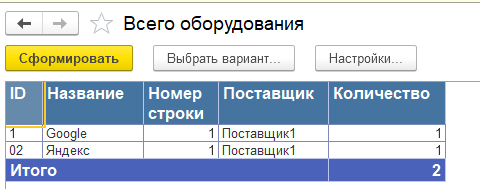 Всего оборудования
Сформировать Выбрать вариант... Настройки...
ID Название Номер строки Поставщик Количество
1 Google 1 Поставщик1 1
02 Яндекс 1 Поставщик1 1
Итого 2